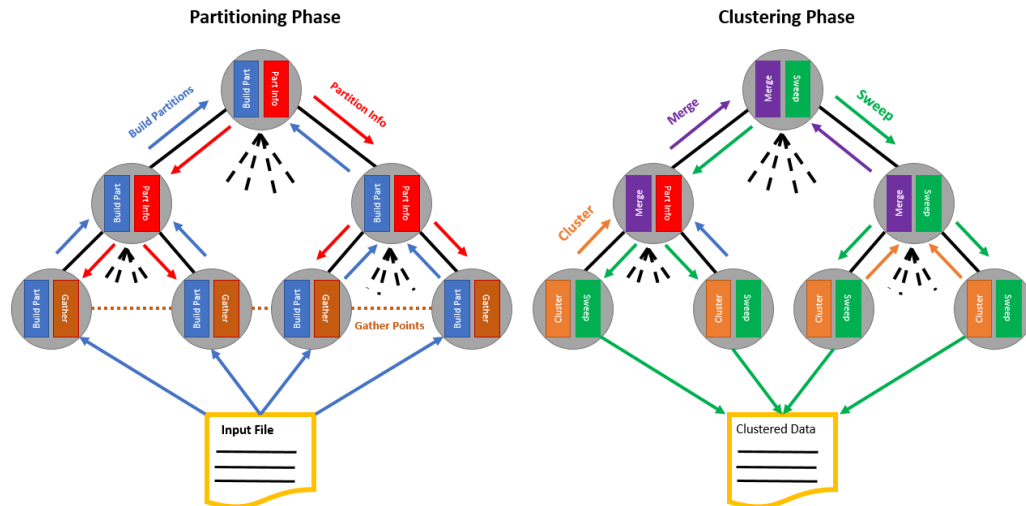 Partitioning Phase
Clustering Phase
Build Part
Part Info
Build Partitions
Partition Info
Build Part
Part Info
Build Part
Part Info
Build Part
Gather
Build Part
Gather
Build Part
Gather
Build Part
Gather
Gather Points
Input File
Merge
Sweep
Merge
Sweep
Merge
Part Info
Merge
Sweep
Cluster
Cluster
Sweep
Cluster
Sweep
Cluster
Sweep
Cluster
Sweep
Clustered Data